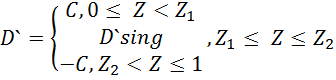 D` = { C, 0 ≤ Z < Z₁
D`sing , Z₁ ≤ Z ≤ Z₂
−C, Z₂ < Z ≤ 1